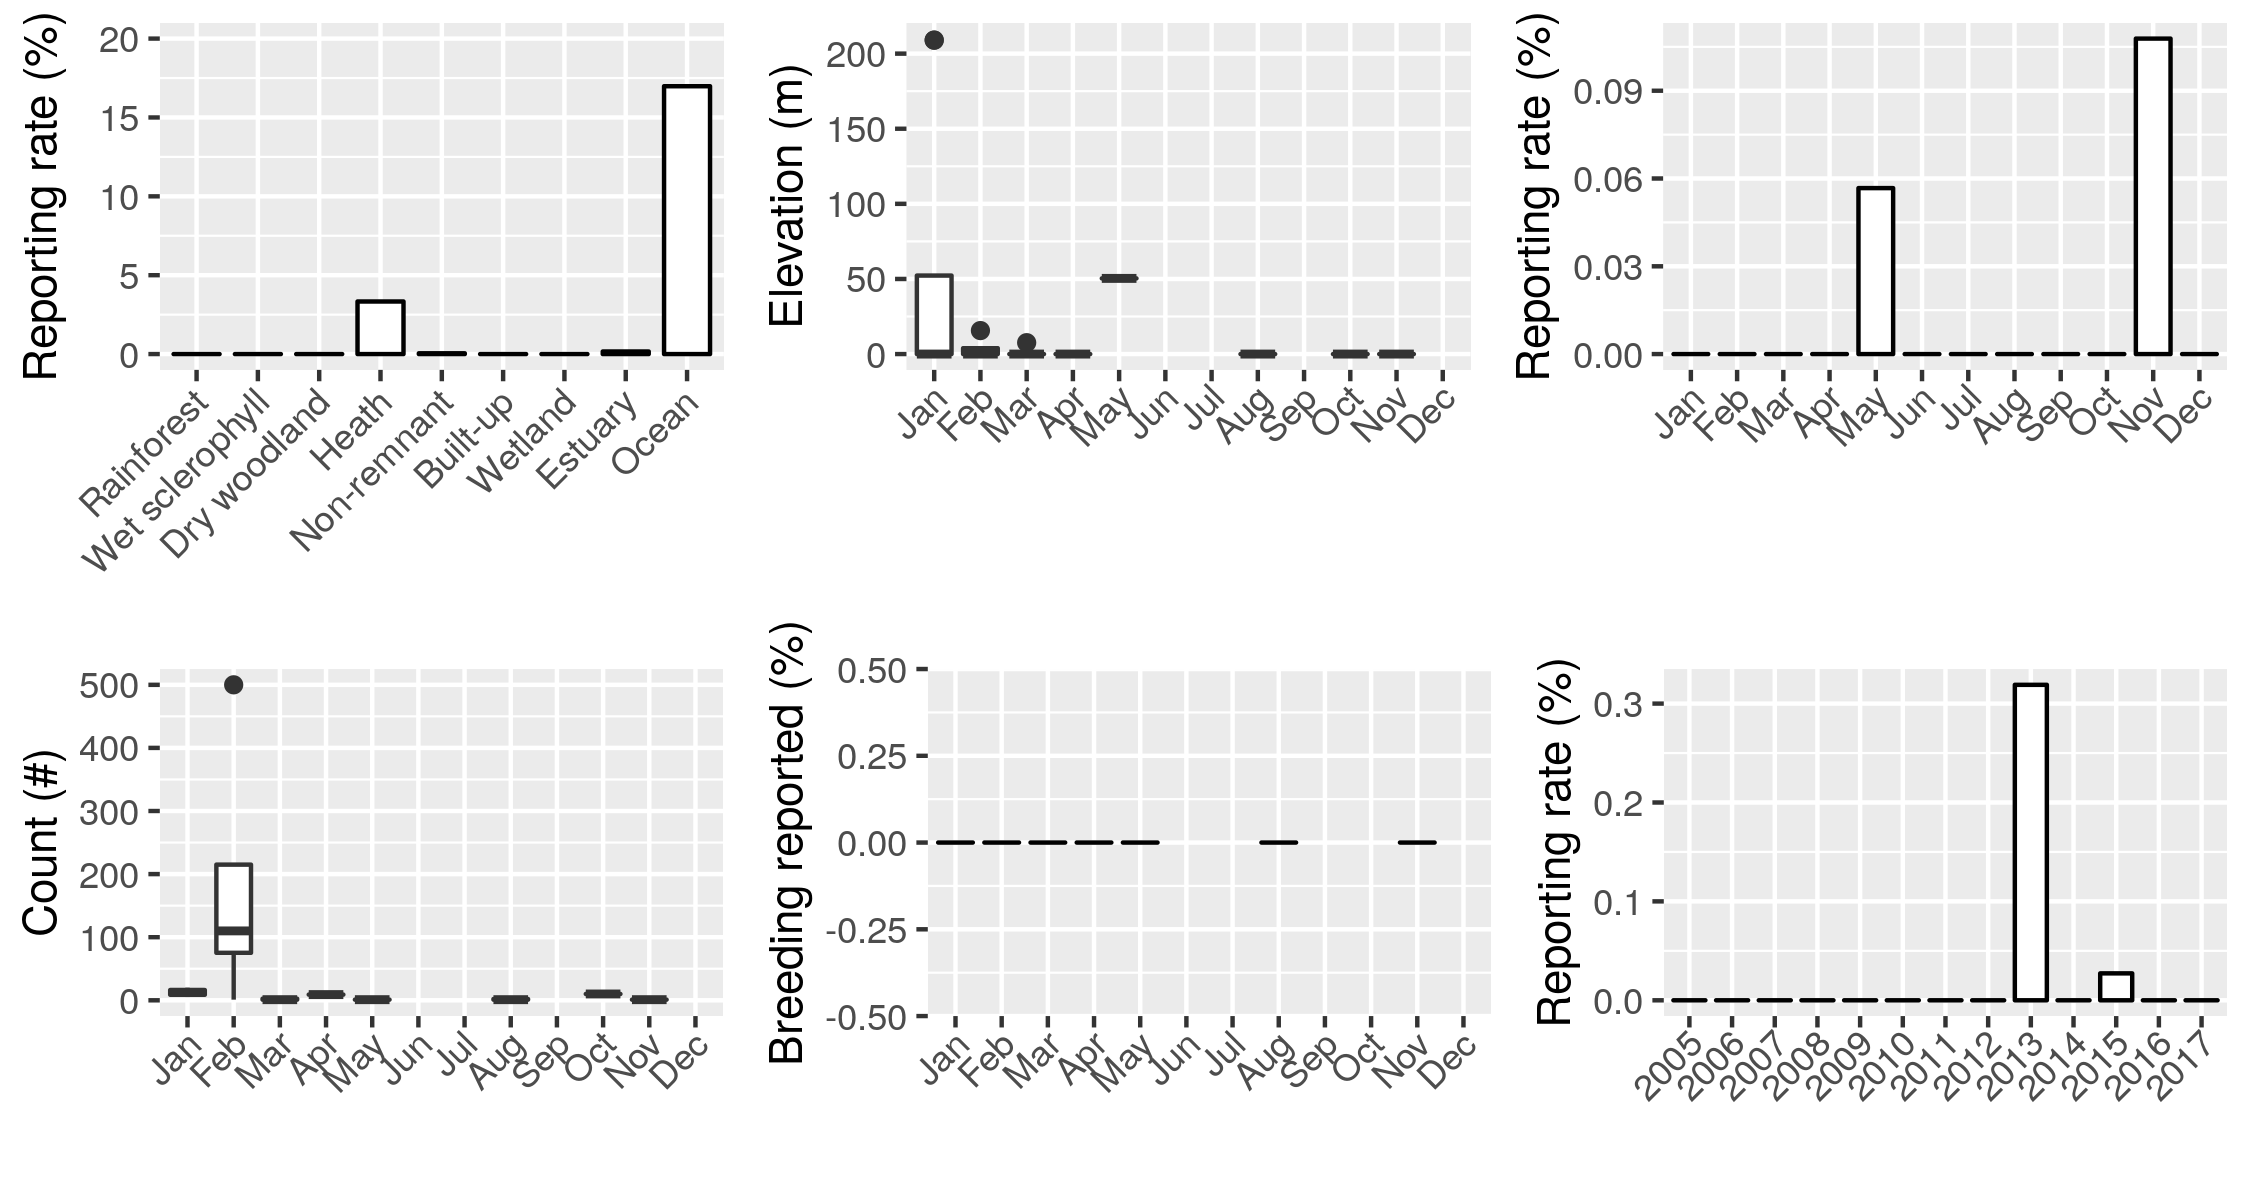 Reporting rate (%)
20
15
10
5
0
Rainforest
Wet sclerophyll
Dry woodland
Heath
Non-remnant
Built-up
Wetland
Estuary
Ocean
Elevation (m)
200
150
100
50
0
Jan
Feb
Mar
Apr
May
Jun
Jul
Aug
Sep
Oct
Nov
Dec
Reporting rate (%)
0.09
0.06
0.03
0.00
Jan
Feb
Mar
Apr
May
Jun
Jul
Aug
Sep
Oct
Nov
Dec
Count (#)
500
400
300
200
100
0
Jan
Feb
Mar
Apr
May
Jun
Jul
Aug
Sep
Oct
Nov
Dec
Breeding reported (%)
0.50
0.25
0.00
-0.25
-0.50
Jan
Feb
Mar
Apr
May
Jun
Jul
Aug
Sep
Oct
Nov
Dec
Reporting rate (%)
0.3
0.2
0.1
0.0
2005
2006
2007
2008
2009
2010
2011
2012
2013
2014
2015
2016
2017